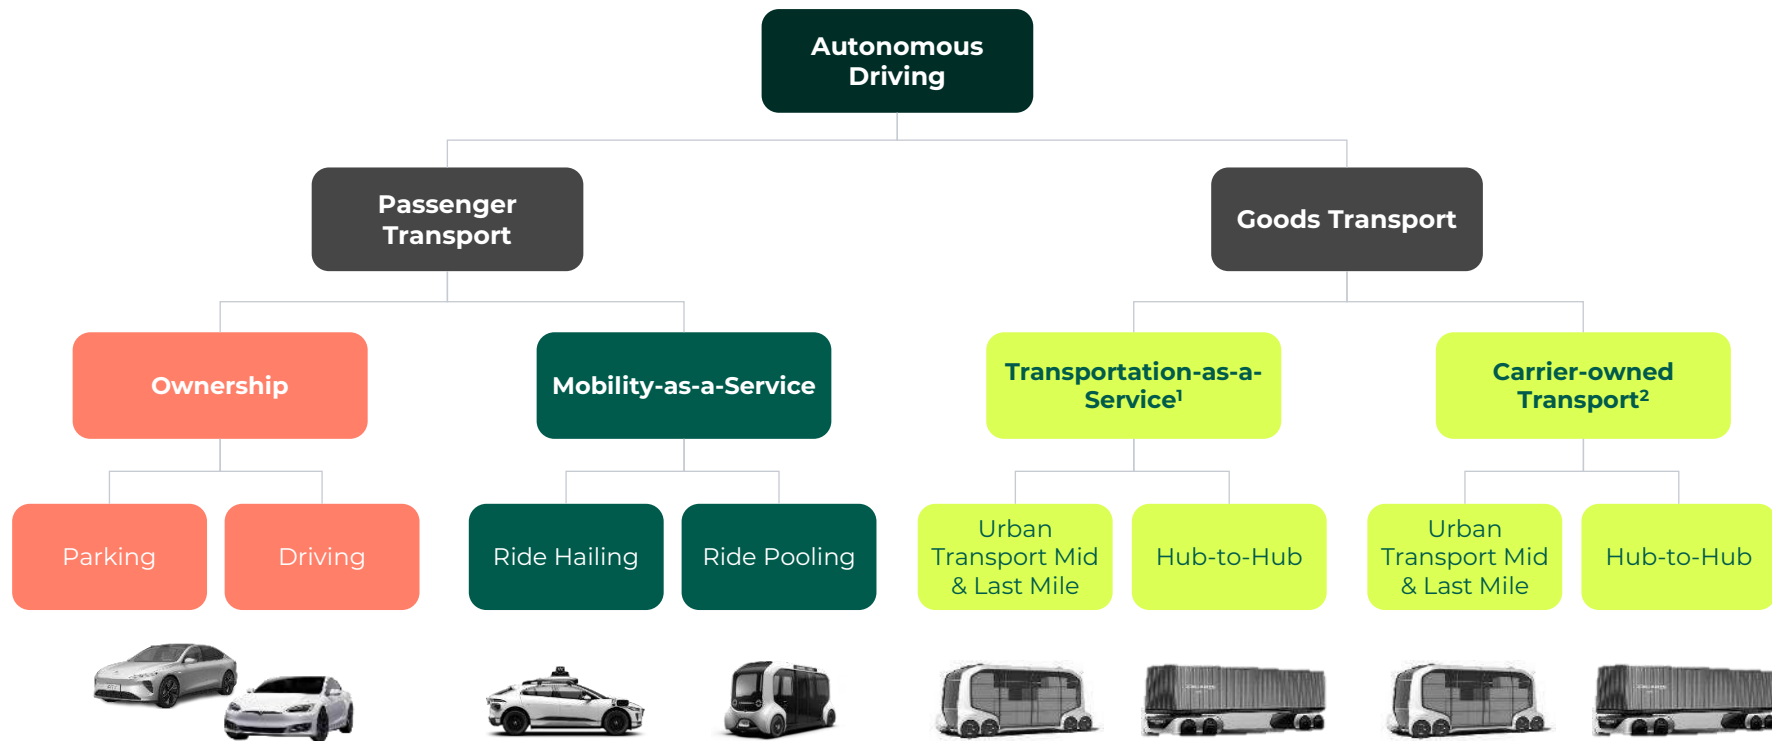 Autonomous
Driving
Passenger
Transport
Goods Transport
Ownership
Mobility-as-a-Service
Transportation-as-a-
Service¹
Carrier-owned
Transport²
Parking
Driving
Ride Hailing
Ride Pooling
Urban
Transport Mid
& Last Mile
Hub-to-Hub
Urban
Transport Mid
& Last Mile
Hub-to-Hub